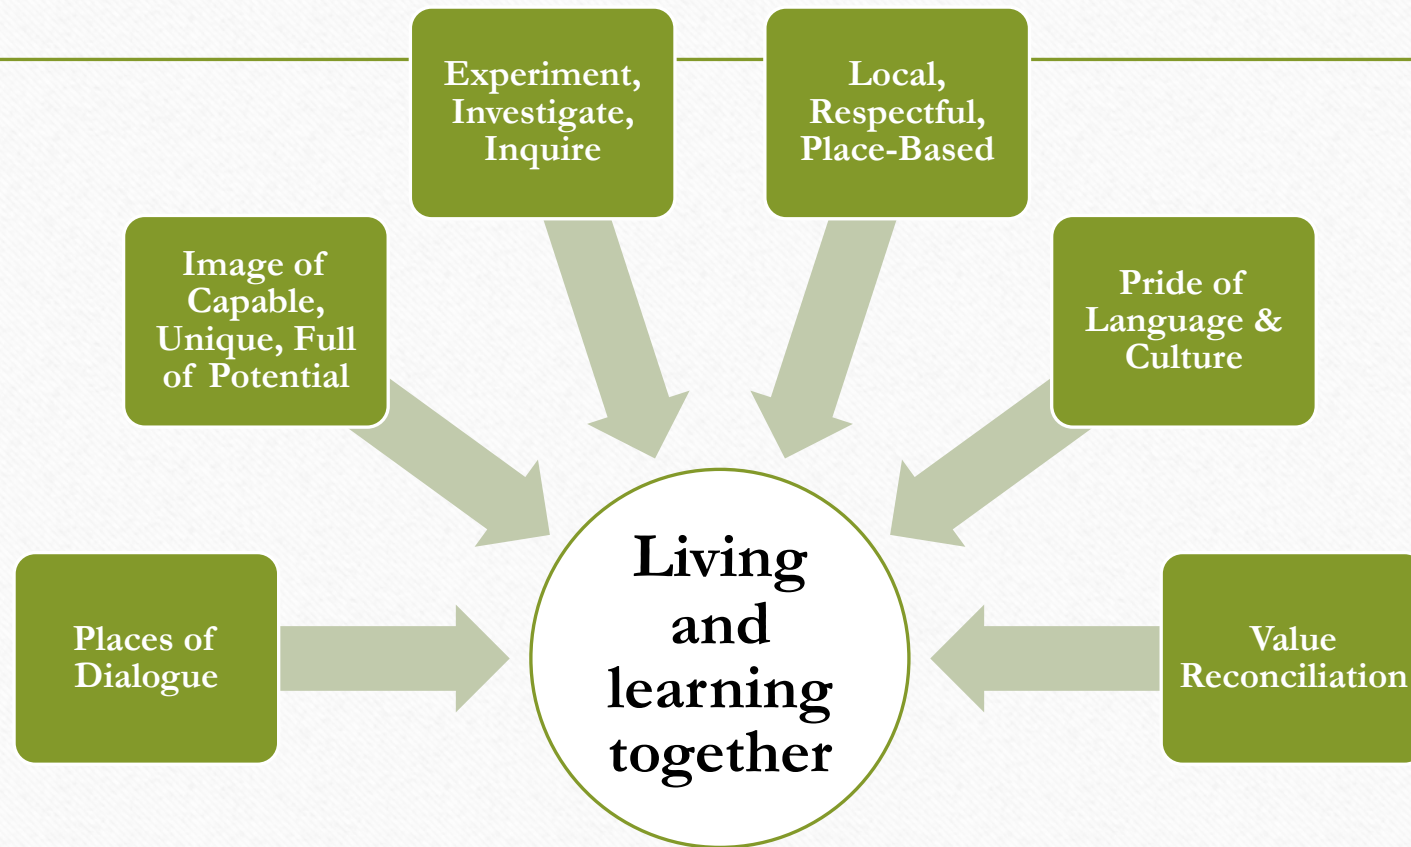 Experiment,
Investigate,
Inquire
Local,
Respectful,
Place-Based
Image of
Capable,
Unique, Full
of Potential
Pride of
Language &
Culture
Places of
Dialogue
Living
and
learning
together
Value
Reconciliation